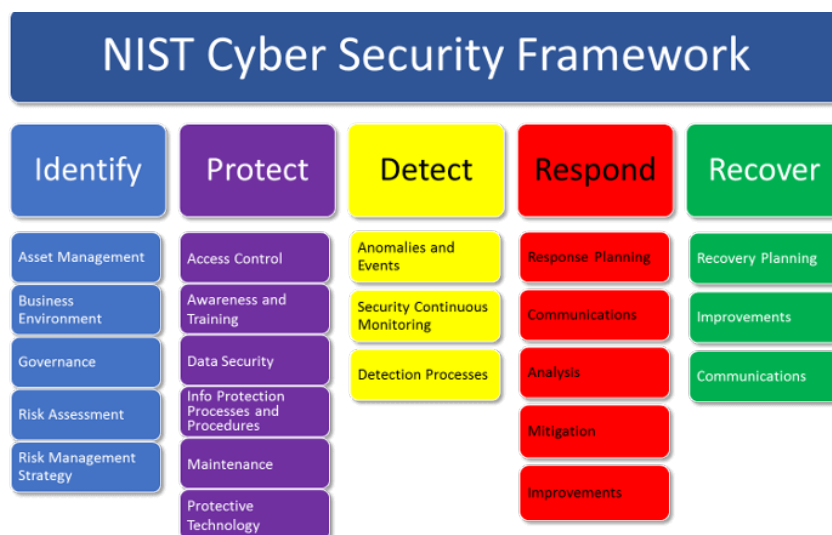 NIST Cyber Security Framework
Identify
Protect
Detect
Respond
Recover
Asset Management
Business
Environment
Governance
Risk Assessment
Risk Management
Strategy
Access Control
Awareness and
Training
Data Security
Info Protection
Processes and
Procedures
Maintenance
Protective
Technology
Anomalies and
Events
Security Continuous
Monitoring
Detection Processes
Response Planning
Communications
Analysis
Mitigation
Improvements
Recovery Planning
Improvements
Communications